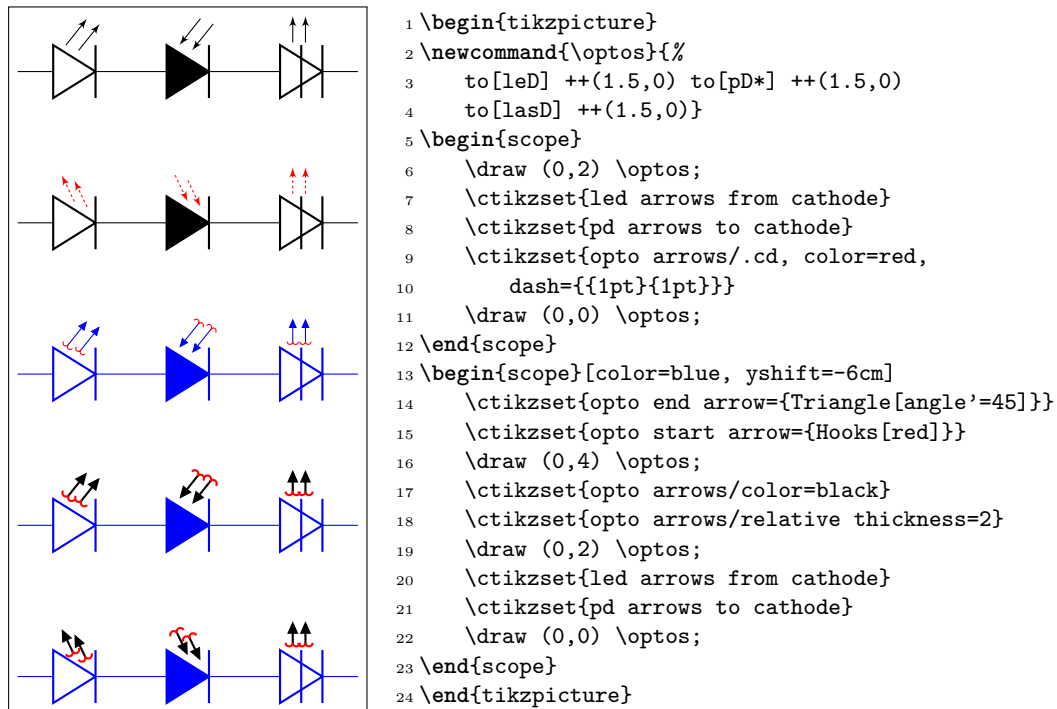 1 \begin{tikzpicture}
2 \newcommand{\optos}{%
3 to[leD] ++(1.5,0) to[pD*] ++(1.5,0)
4 to[lasD] ++(1.5,0)}
5 \begin{scope}
6 \draw (0,2) \optos;
7 \ctikzset{led arrows from cathode}
8 \ctikzset{pd arrows to cathode}
9 \ctikzset{opto arrows/.cd, color=red,
10 dash={{1pt}{1pt}}}
11 \draw (0,0) \optos;
12 \end{scope}
13 \begin{scope}[color=blue, yshift=-6cm]
14 \ctikzset{opto end arrow={Triangle[angle’=45]}}
15 \ctikzset{opto start arrow={Hooks[red]}}
16 \draw (0,4) \optos;
17 \ctikzset{opto arrows/color=black}
18 \ctikzset{opto arrows/relative thickness=2}
19 \draw (0,2) \optos;
20 \ctikzset{led arrows from cathode}
21 \ctikzset{pd arrows to cathode}
22 \draw (0,0) \optos;
23 \end{scope}
24 \end{tikzpicture}